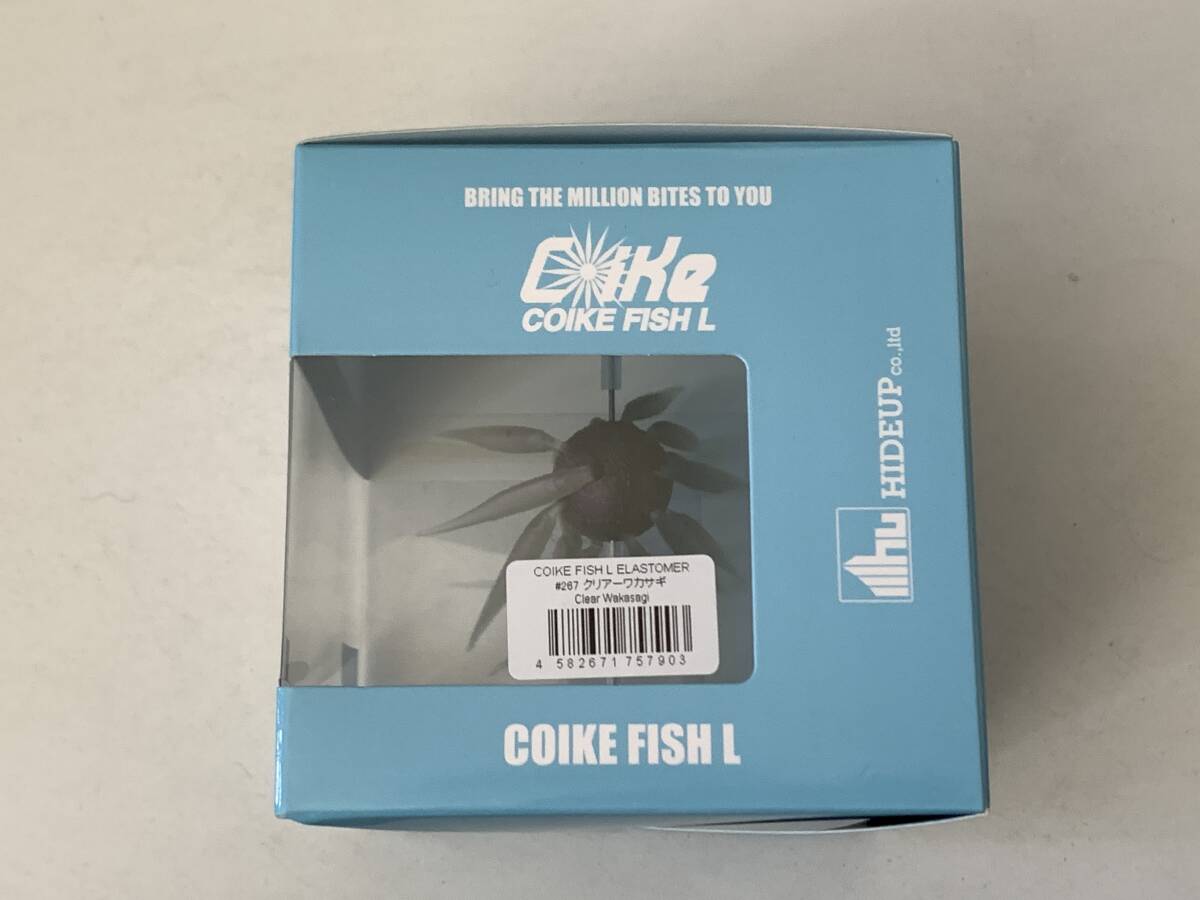 BRING THE MILLION BITES TO YOU
Coike
COIKE FISH L
HIDEUP co.,ltd
hu
COIKE FISH L ELASTOMER
#267 クリアーワカサギ
Clear Wakasagi
4 582671 757903
COIKE FISH L